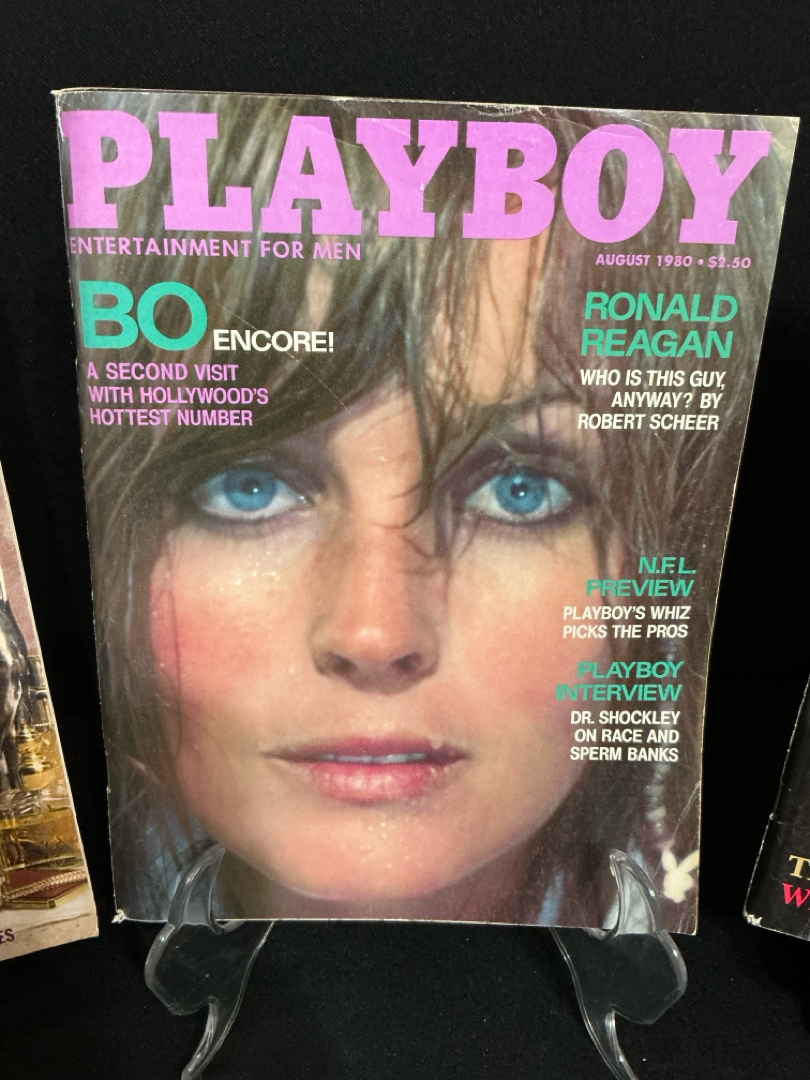 PLAYBOY
ENTERTAINMENT FOR MEN
AUGUST 1980 • $2.50
BO ENCORE!
A SECOND VISIT
WITH HOLLYWOOD'S
HOTTEST NUMBER
RONALD
REAGAN
WHO IS THIS GUY,
ANYWAY? BY
ROBERT SCHEER
N.F.L.
PREVIEW
PLAYBOY'S WHIZ
PICKS THE PROS
PLAYBOY
INTERVIEW
DR. SHOCKLEY
ON RACE AND
SPERM BANKS